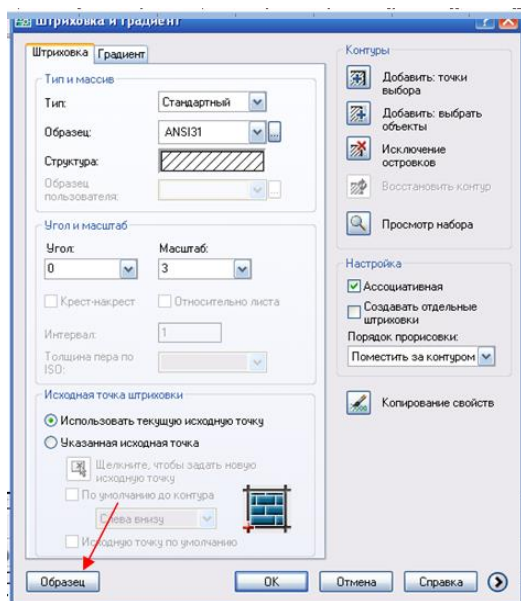 Штриховка и градиент
Штриховка Градиент
Тип и массив
Тип: Стандартный
Образец: ANSI31
Структура:
Образец
пользователя:
Угол и масштаб
Угол: Масштаб:
0 3
Крест-накрест Относительно листа
Интервал: 1
Толщина пера по
ISO:
Исходная точка штриховки
Использовать текущую исходную точку
Указанная исходная точка
Щелкните, чтобы задать новую
исходную точку
По умолчанию до контура
Слева внизу
Исходную точку по умолчанию
Контуры
Добавить: точки
выбора
Добавить: выбрать
объекты
Исключение
островков
Восстановить контур
Просмотр набора
Настройка
Ассоциативная
Создавать отдельные
штриховки
Порядок прорисовки:
Поместить за контуром
Копирование свойств
Образец ОК Отмена Справка